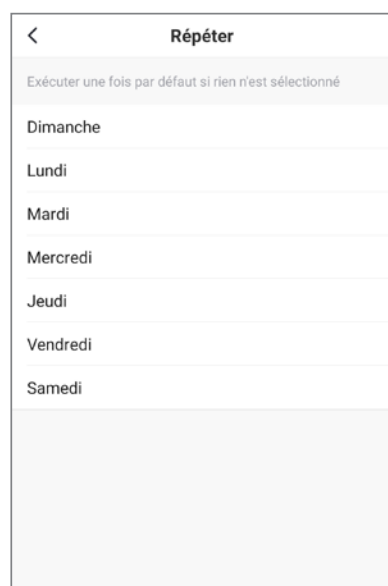 Répéter
Exécuter une fois par défaut si rien n'est sélectionné
Dimanche
Lundi
Mardi
Mercredi
Jeudi
Vendredi
Samedi